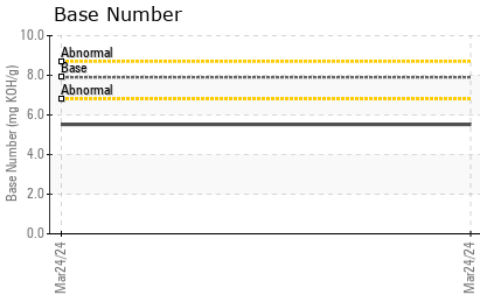 Base Number
Base Number (mg KOH/g)
10.0
8.0
6.0
4.0
2.0
0.0
Abnormal
Base
Abnormal
Mar24/24
Mar24/24